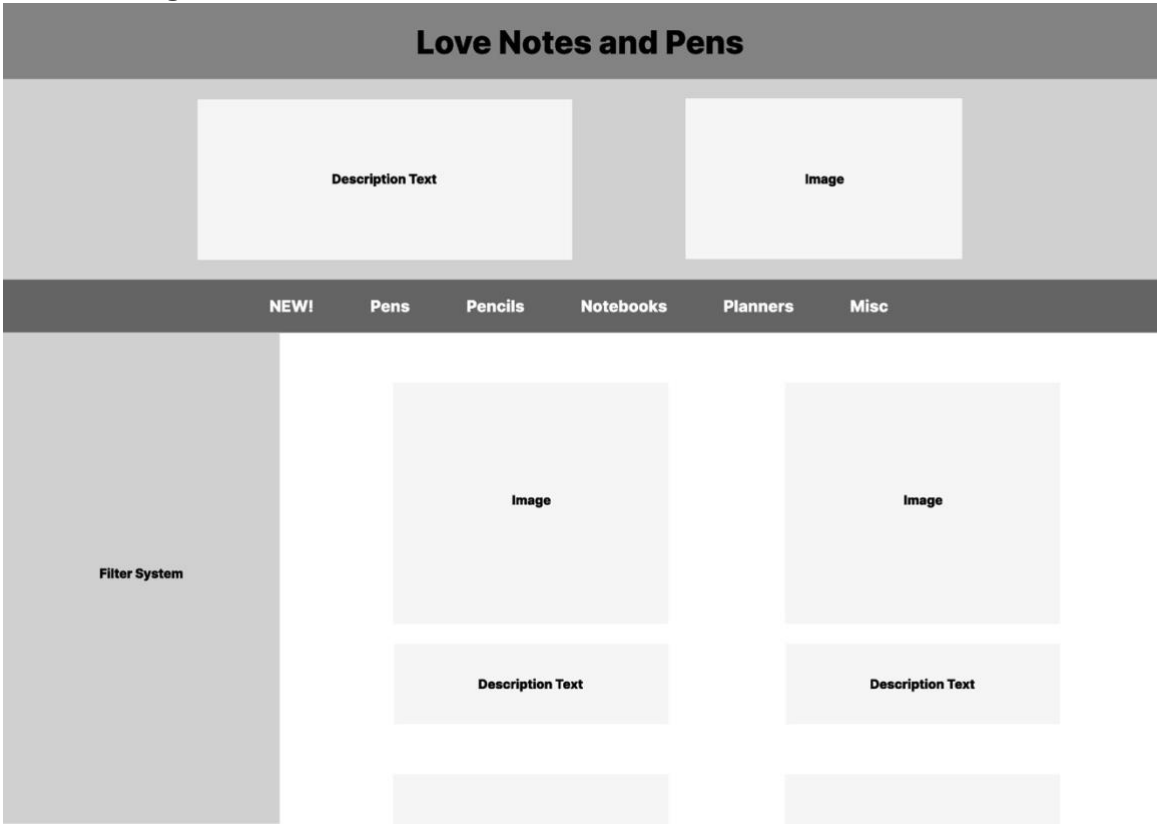 Love Notes and Pens
Description Text
Image
NEW! Pens Pencils Notebooks Planners Misc
Filter System
Image
Image
Description Text
Description Text